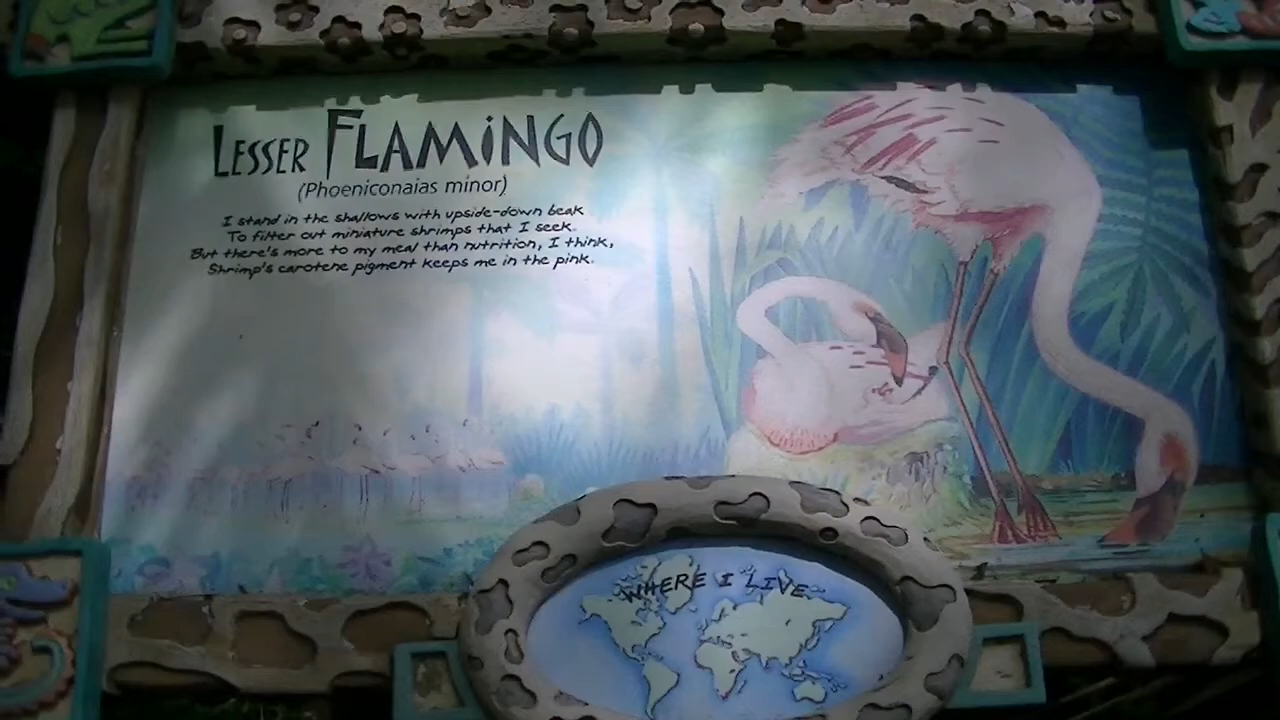 LESSER FLAMiNGO
(Phoeniconaias minor)
I stand in the shallows with upside-down beak
To filter out miniature shrimps that I seek.
But there's more to my meal than nutrition, I think,
Shrimp's carotene pigment keeps me in the pink.
WHERE I LIVE